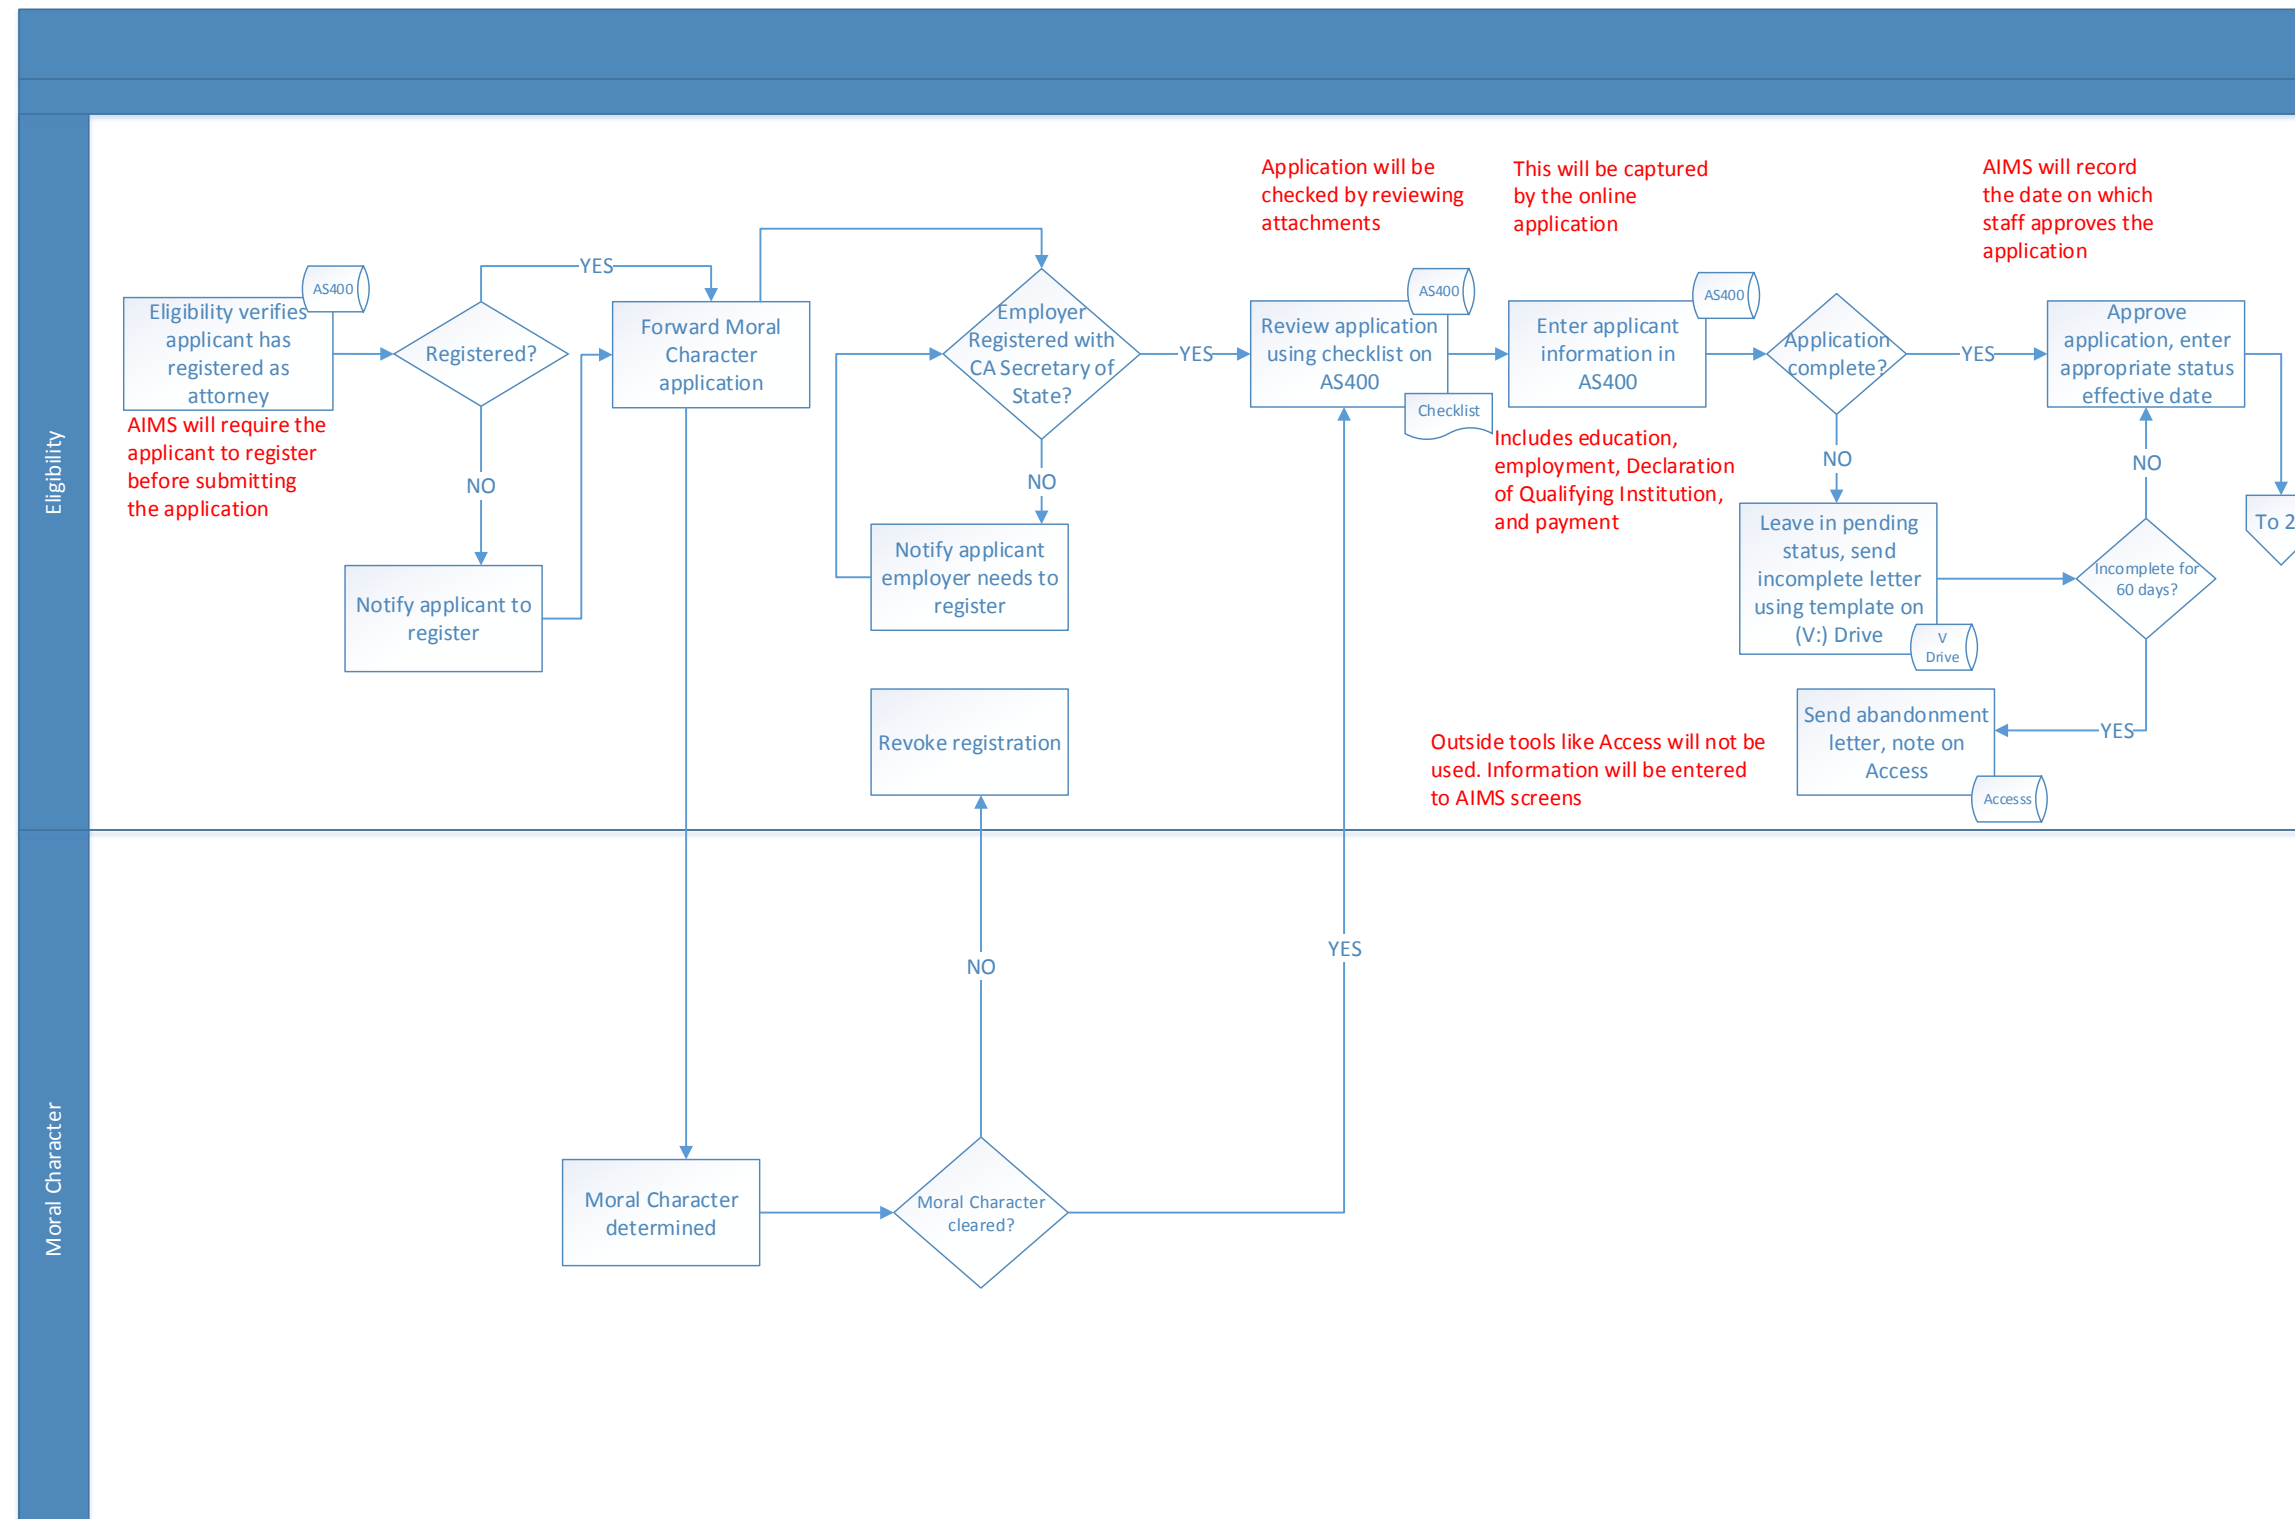 Eligibility
Moral Character
AS400
Eligibility verifies
applicant has
registered as
attorney
AIMS will require the
applicant to register
before submitting
the application
Registered?
YES
NO
Notify applicant to
register
Forward Moral
Character
application
Employer
Registered with
CA Secretary of
State?
YES
NO
Notify applicant
employer needs to
register
Revoke registration
Application will be
checked by reviewing
attachments
AS400
Review application
using checklist on
AS400
Checklist
This will be captured
by the online
application
AS400
Enter applicant
information in
AS400
Includes education,
employment, Declaration
of Qualifying Institution,
and payment
Application
complete?
YES
NO
Leave in pending
status, send
incomplete letter
using template on
(V:) Drive
V
Drive
AIMS will record
the date on which
staff approves the
application
Approve
application, enter
appropriate status
effective date
NO
Incomplete for
60 days?
YES
To 2
Send abandonment
letter, note on
Access
Accesss
Outside tools like Access will not be
used. Information will be entered
to AIMS screens
NO
YES
Moral Character
determined
Moral Character
cleared?